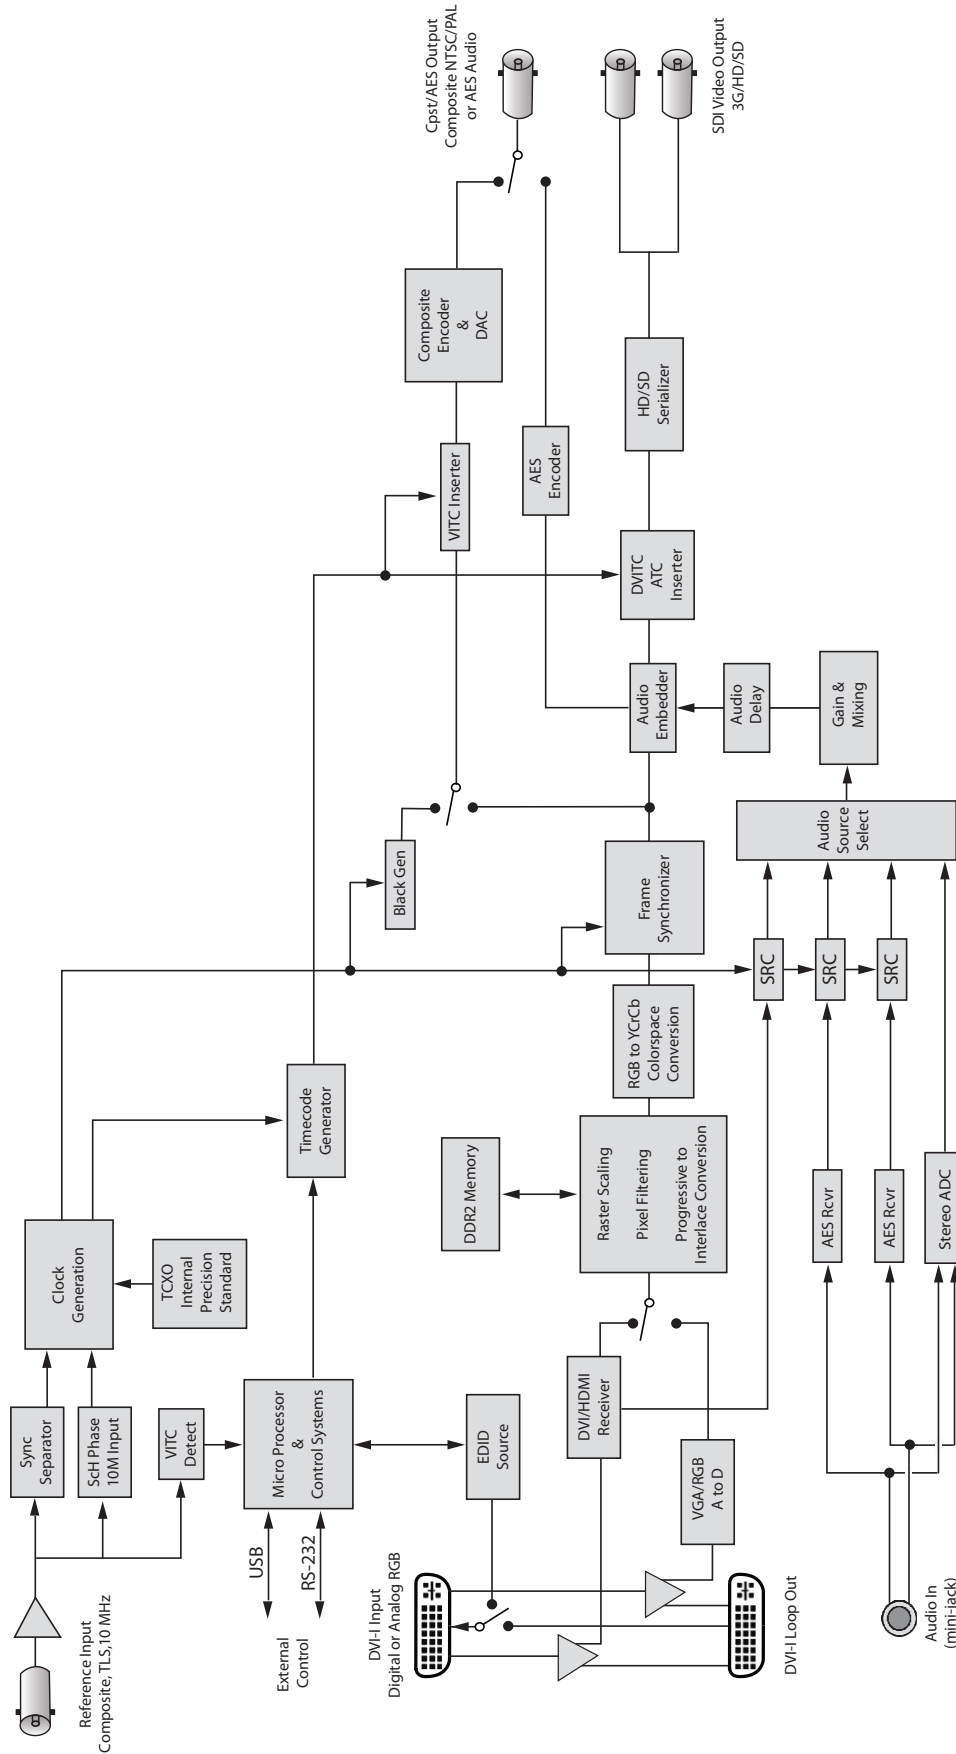 Reference Input
Composite, TLS,10 MHz
Sync
Separator
ScH Phase
10M Input
VITC
Detect
Clock
Generation
TCXO
Internal
Precision
Standard
External
Control
USB
RS-232
Micro Processor
&
Control Systems
Timecode
Generator
Black Gen
VITC Inserter
Composite
Encoder
&
DAC
Cpst/AES Output
Composite NTSC/PAL
or AES Audio
AES
Encoder
DVI-I Input
Digital or Analog RGB
EDID
Source
DDR2 Memory
DVI/HDMI
Receiver
VGA/RGB
A to D
Raster Scaling
Pixel Filtering
Progressive to
Interlace Conversion
RGB to YCrCb
Colorspace
Conversion
Frame
Synchronizer
Audio
Embedder
DVITC
ATC
Inserter
HD/SD
Serializer
SDI Video Output
3G/HD/SD
DVI-I Loop Out
Audio
Delay
Gain &
Mixing
SRC
SRC
SRC
Audio
Source
Select
AES Rcvr
AES Rcvr
Stereo ADC
Audio In
(mini-jack)